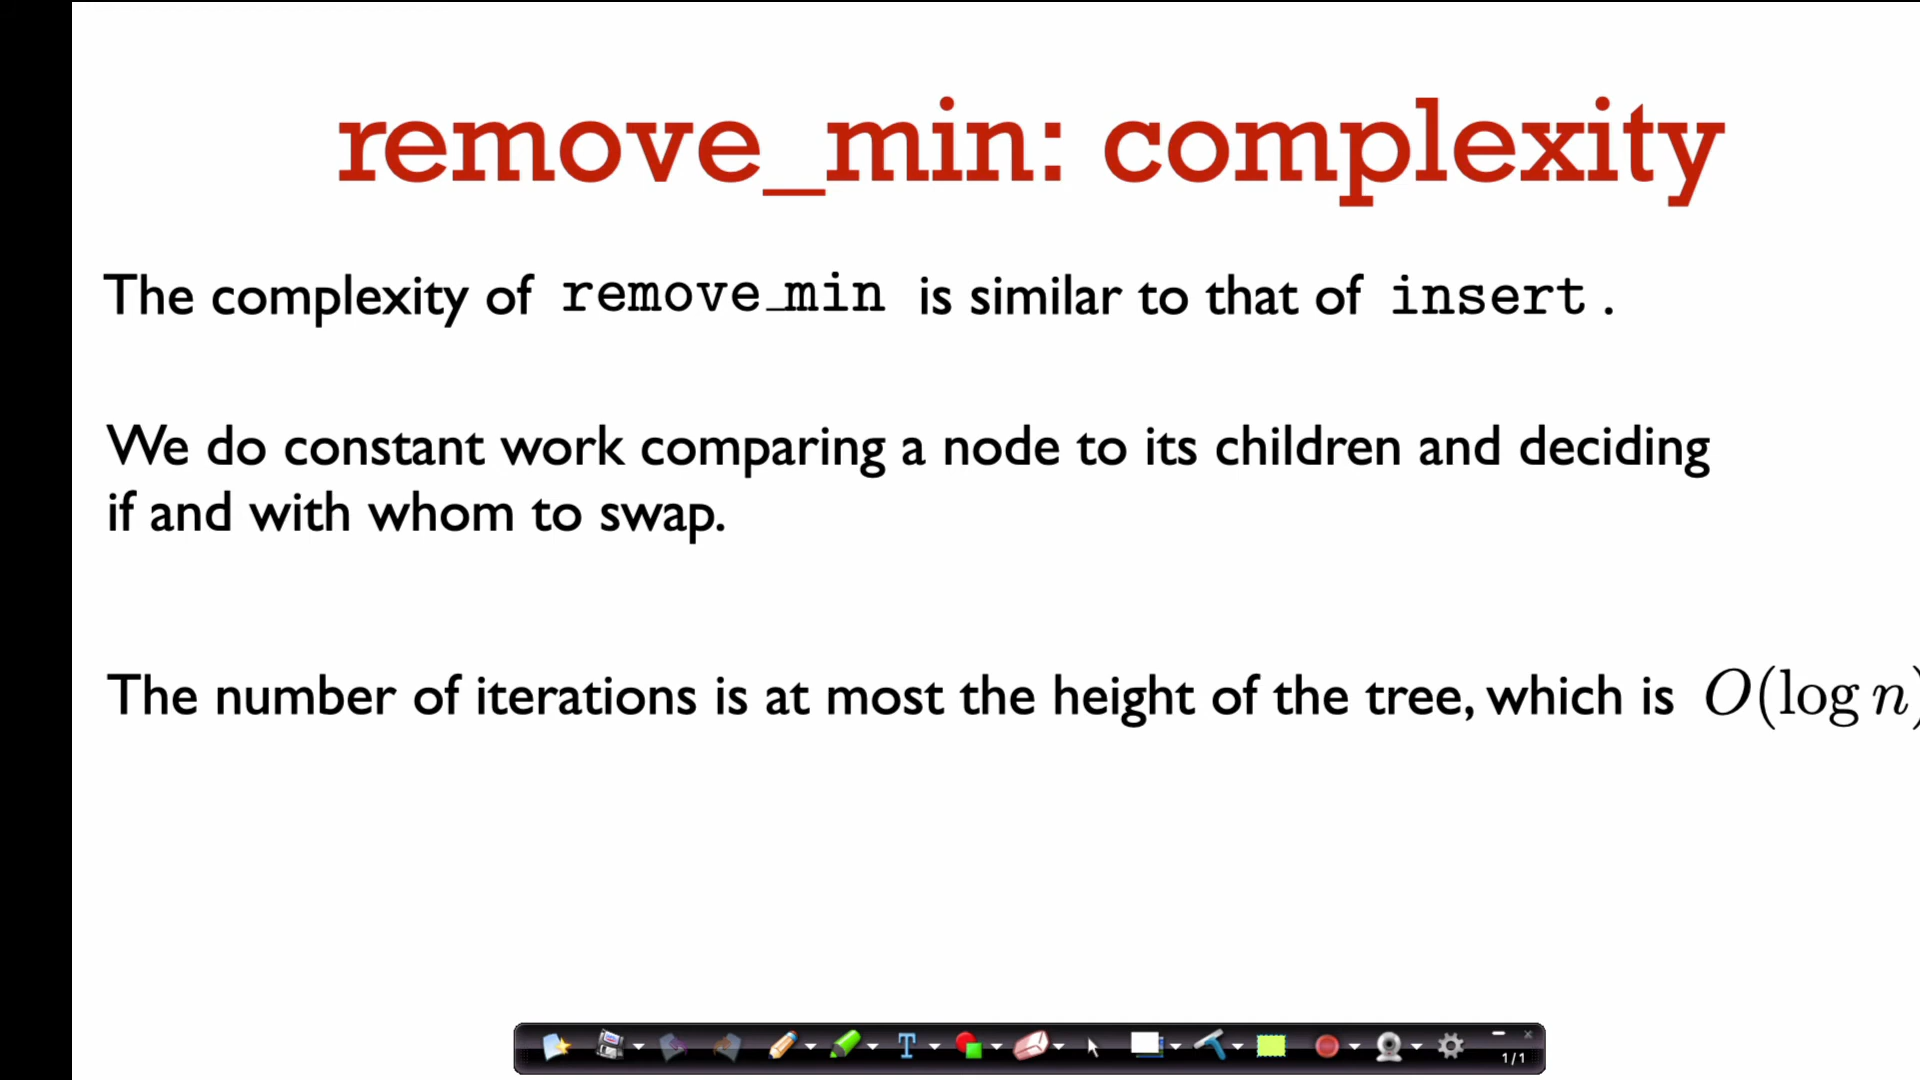 remove_min: complexity
The complexity of remove_min is similar to that of insert.
We do constant work comparing a node to its children and deciding
if and with whom to swap.
The number of iterations is at most the height of the tree, which is O(log n)
T
1/1